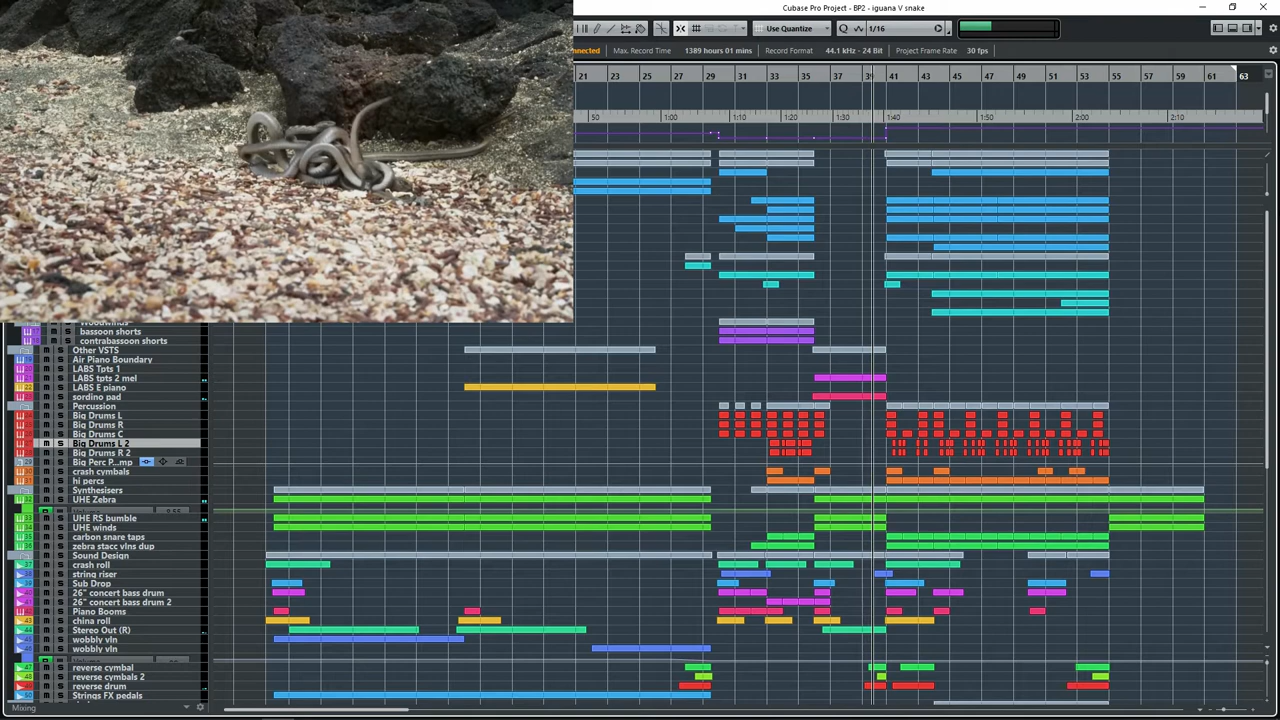 Cubase Pro Project - BP2 - iguana V snake
Use Quantize
1/16
onnected
Max. Record Time
1389 hours 01 mins
Record Format
44.1 kHz - 24 Bit
Project Frame Rate
30 fps
21 23 25 27 29 31 33 35 37 39 41 43 45 47 49 51 53 55 57 59 61 63
50 1:00 1:10 1:20 1:30 1:40 1:50 2:00 2:10
bassoon shorts
contrabassoon shorts
Other VSTS
Air Piano Boundary
LABS Tpts 1
LABS tpts 2 mel
LABS E piano
sordino pad
Percussion
Big Drums L
Big Drums R
Big Drums C
Big Drums L 2
Big Drums R 2
Big Perc P...mp
crash cymbals
hi percs
Synthesisers
UHE Zebra
UHE RS bumble
UHE winds
carbon snare taps
zebra stacc vlns dup
Sound Design
crash roll
string riser
Sub Drop
26" concert bass drum
26" concert bass drum 2
Piano Booms
china roll
Stereo Out (R)
wobbly vln
wobbly vln
reverse cymbal
reverse cymbals 2
reverse drum
Strings FX pedals
Mixing